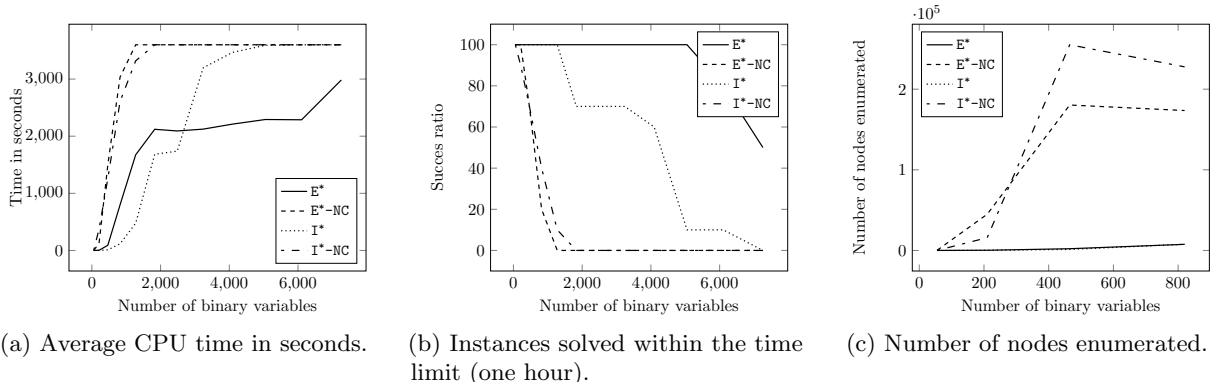 Time in seconds
3,000
2,000
1,000
0
E*
E*-NC
I*
I*-NC
0
2,000
4,000
6,000
Number of binary variables
(a) Average CPU time in seconds.
Succes ratio
100
80
60
40
20
0
E*
E*-NC
I*
I*-NC
0
2,000
4,000
6,000
Number of binary variables
(b) Instances solved within the time
limit (one hour).
·10⁵
Number of nodes enumerated
2
1
0
E*
E*-NC
I*
I*-NC
0
200
400
600
800
Number of binary variables
(c) Number of nodes enumerated.